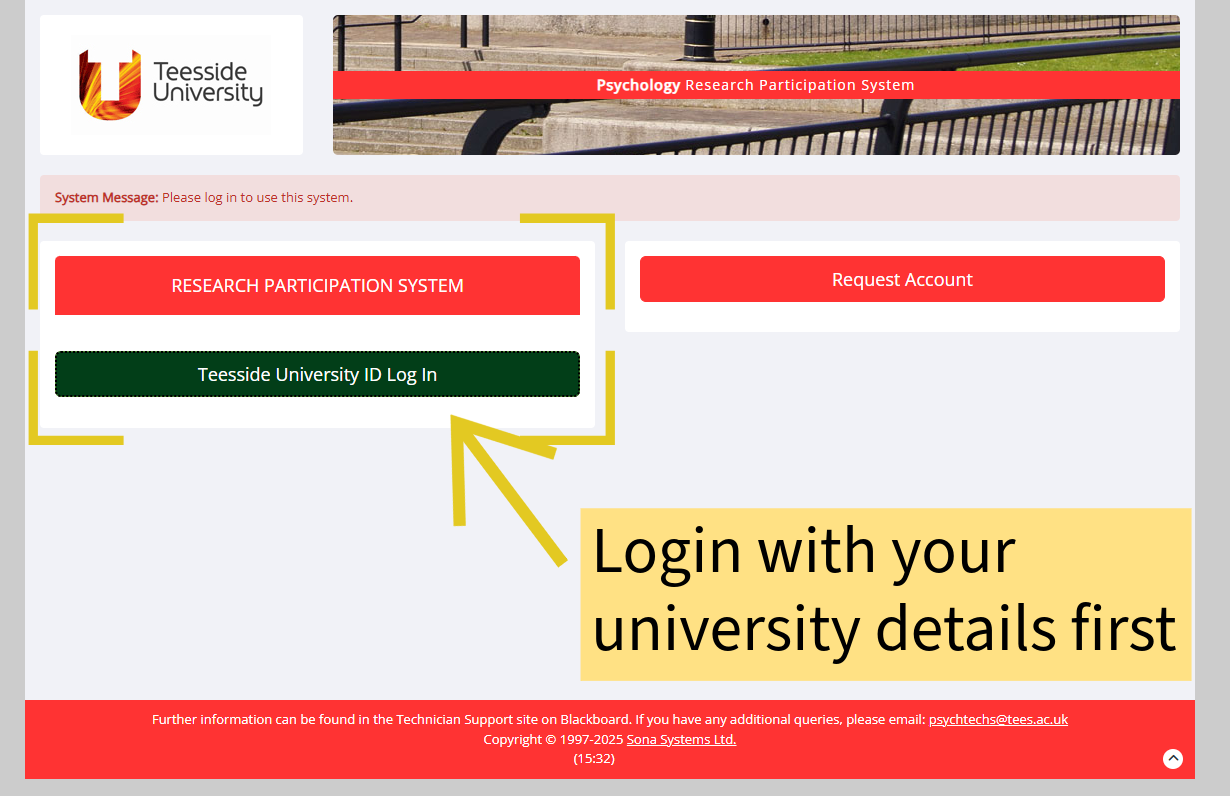 Teesside
University
Psychology Research Participation System
System Message: Please log in to use this system.
RESEARCH PARTICIPATION SYSTEM
Request Account
Teesside University ID Log In
Login with your
university details first
Further information can be found in the Technician Support site on Blackboard. If you have any additional queries, please email: psychtechs@tees.ac.uk
Copyright © 1997-2025 Sona Systems Ltd.
(15:32)